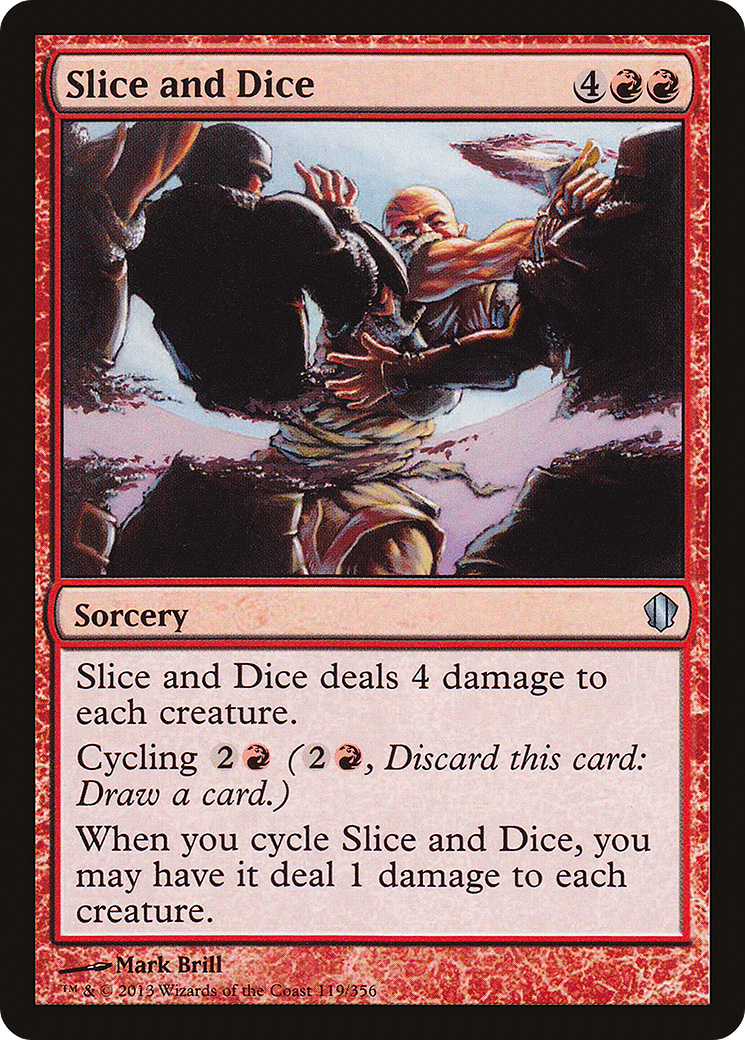 Slice and Dice 4
Sorcery
Slice and Dice deals 4 damage to
each creature.
Cycling 2 (2, Discard this card:
Draw a card.)
When you cycle Slice and Dice, you
may have it deal 1 damage to each
creature.
Mark Brill
™ & © 2013 Wizards of the Coast 119/356